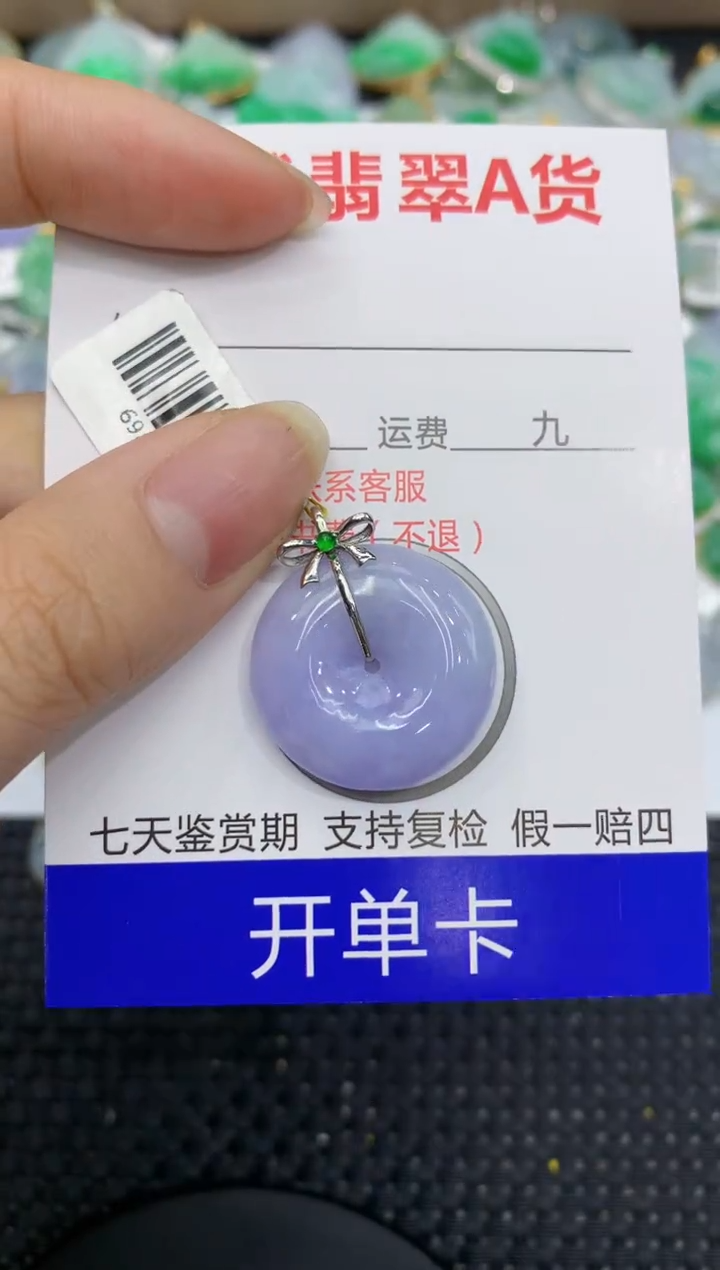 翡翠A货
69
运费 九
系客服
(不退)
七天鉴赏期 支持复检 假一赔四
开单卡